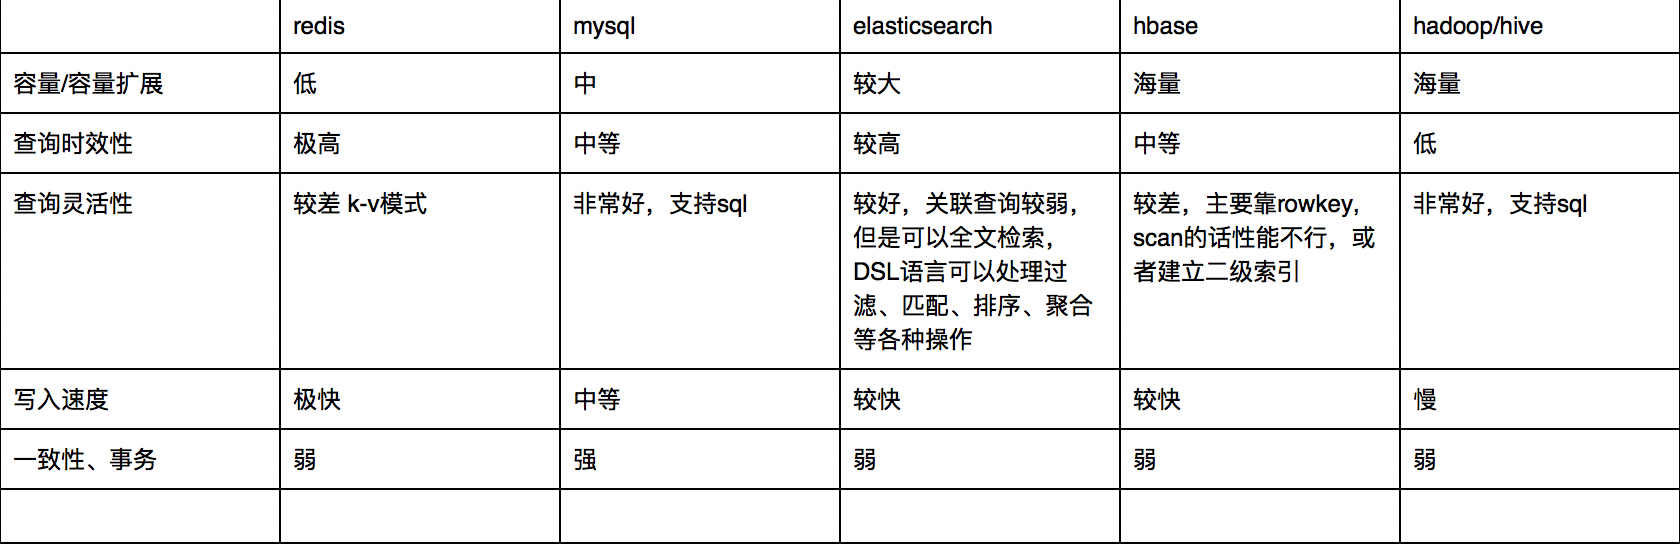 redis mysql elasticsearch hbase hadoop/hive
容量/容量扩展 低 中 较大 海量 海量
查询时效性 极高 中等 较高 中等 低
查询灵活性 较差 k-v模式 非常好，支持sql 较好，关联查询较弱， 较差，主要靠rowkey, 非常好，支持sql
但是可以全文检索， scan的话性能不行，或
DSL语言可以处理过 者建立二级索引
滤、匹配、排序、聚合
等各种操作
写入速度 极快 中等 较快 较快 慢
一致性、事务 弱 强 弱 弱 弱